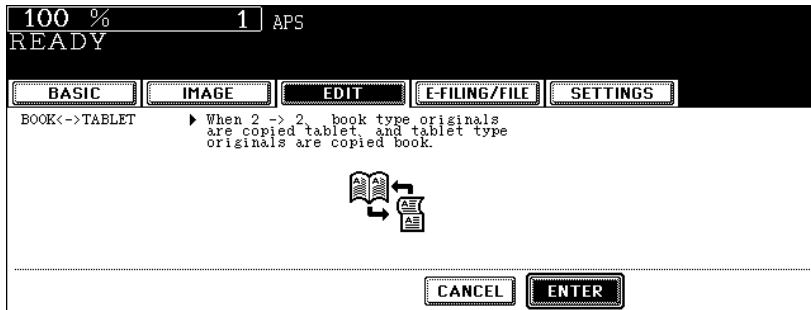 100 % 1 APS
READY
BASIC IMAGE EDIT E-FILING/FILE SETTINGS
BOOK<->TABLET ▶ When 2 -> 2, book type originals
are copied tablet, and tablet type
originals are copied book.
CANCEL ENTER